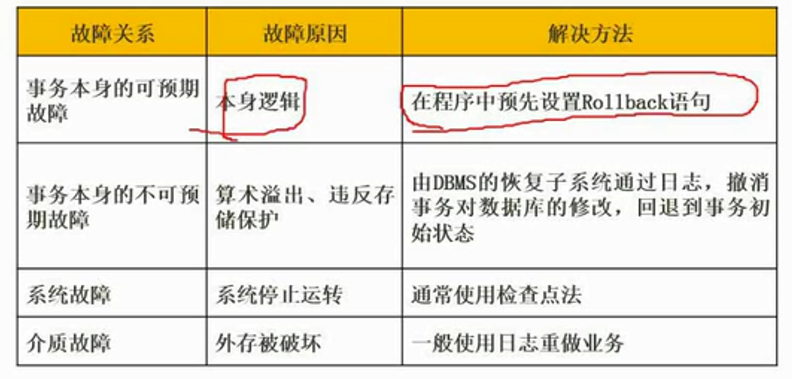 故障关系 故障原因 解决方法
事务本身的可预期 本身逻辑 在程序中预先设置Rollback语句
故障
事务本身的不可预 算术溢出、违反存 由DBMS的恢复子系统通过日志，撤消
期故障 储保护 事务对数据库的修改，回退到事务初
始状态
系统故障 系统停止运转 通常使用检查点法
介质故障 外存被破坏 一般使用日志重做业务